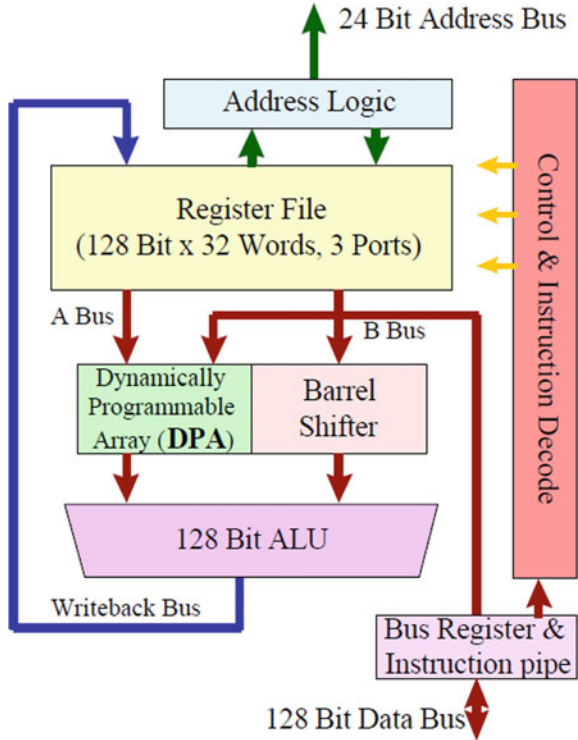 24 Bit Address Bus
Address Logic
Register File
(128 Bit x 32 Words, 3 Ports)
Control & Instruction Decode
A Bus
B Bus
Dynamically
Programmable
Array (DPA)
Barrel
Shifter
128 Bit ALU
Writeback Bus
Bus Register &
Instruction pipe
128 Bit Data Bus